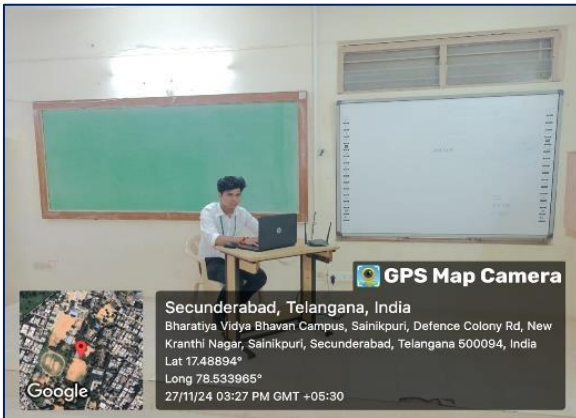 GPS Map Camera
Secunderabad, Telangana, India
Bharatiya Vidya Bhavan Campus, Sainikpuri, Defence Colony Rd, New
Kranthi Nagar, Sainikpuri, Secunderabad, Telangana 500094, India
Lat 17.48894°
Long 78.533965°
27/11/24 03:27 PM GMT +05:30
Google